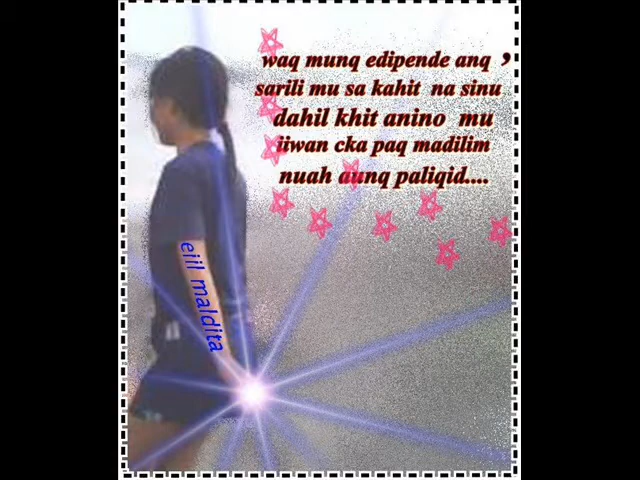 waq munq edipende anq ,
sarili mu sa kahit na sinu
dahil khit anino mu
iiwan cka paq madilim
nuah aunq paliqid....
eiil maldita